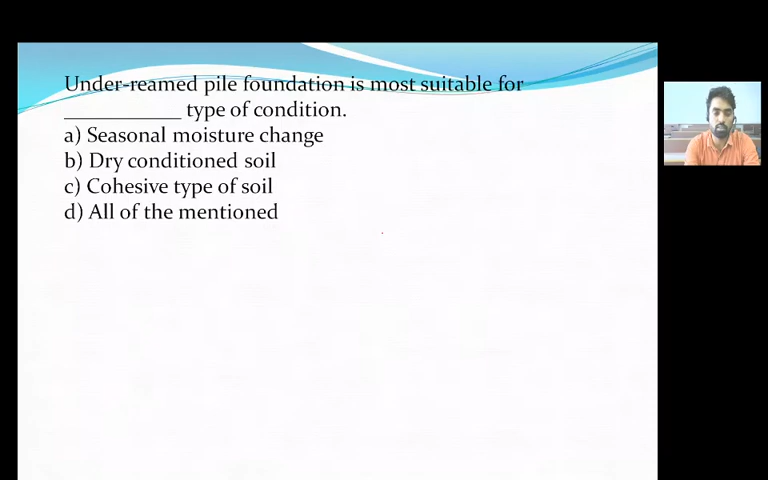 Under-reamed pile foundation is most suitable for
___________ type of condition.
a) Seasonal moisture change
b) Dry conditioned soil
c) Cohesive type of soil
d) All of the mentioned